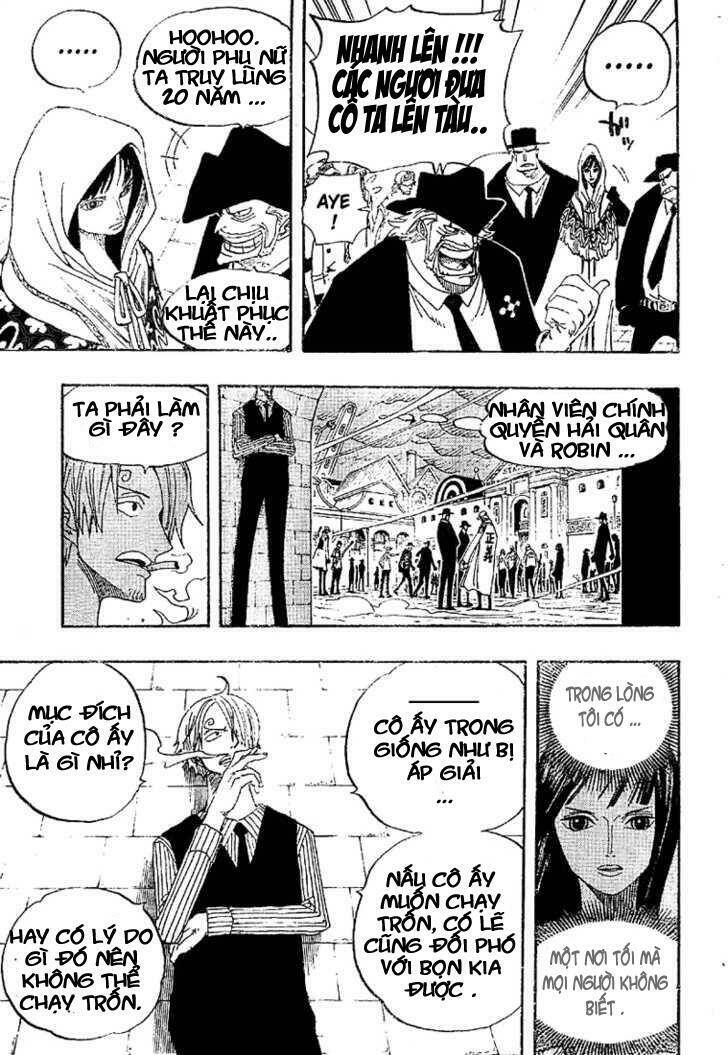 .....
NHANH LÊN !!!
CÁC NGƯƠI ĐƯA
CÔ TA LÊN TÀU..
AYE
!
HOOHOO.
NGƯỜI PHỤ NỮ
TA TRUY LÙNG
20 NĂM ...
.....
LẠI CHỊU
KHUẤT PHỤC
THẾ NÀY..
NHÂN VIÊN CHÍNH
QUYỀN HẢI QUÂN
VÀ ROBIN ...
TA PHẢI LÀM
GÌ ĐÂY ?
TRONG LÒNG
TÔI CÓ ...
MỘT NƠI TỐI MÀ
MỌI NGƯỜI KHÔNG
BIẾT .
CÔ ẤY TRONG
GIỐNG NHƯ BỊ
ÁP GIẢI
...
NẤU CÔ ẤY
MUỐN CHẠY
TRỐN, CÓ LẼ
CŨNG ĐỐI PHÓ
VỚI BỌN KIA
ĐƯỢC .
MỤC ĐÍCH
CỦA CÔ ẤY
LÀ GÌ NHỈ?
HAY CÓ LÝ DO
GÌ ĐÓ NÊN
KHÔNG THỂ
CHẠY TRỐN.